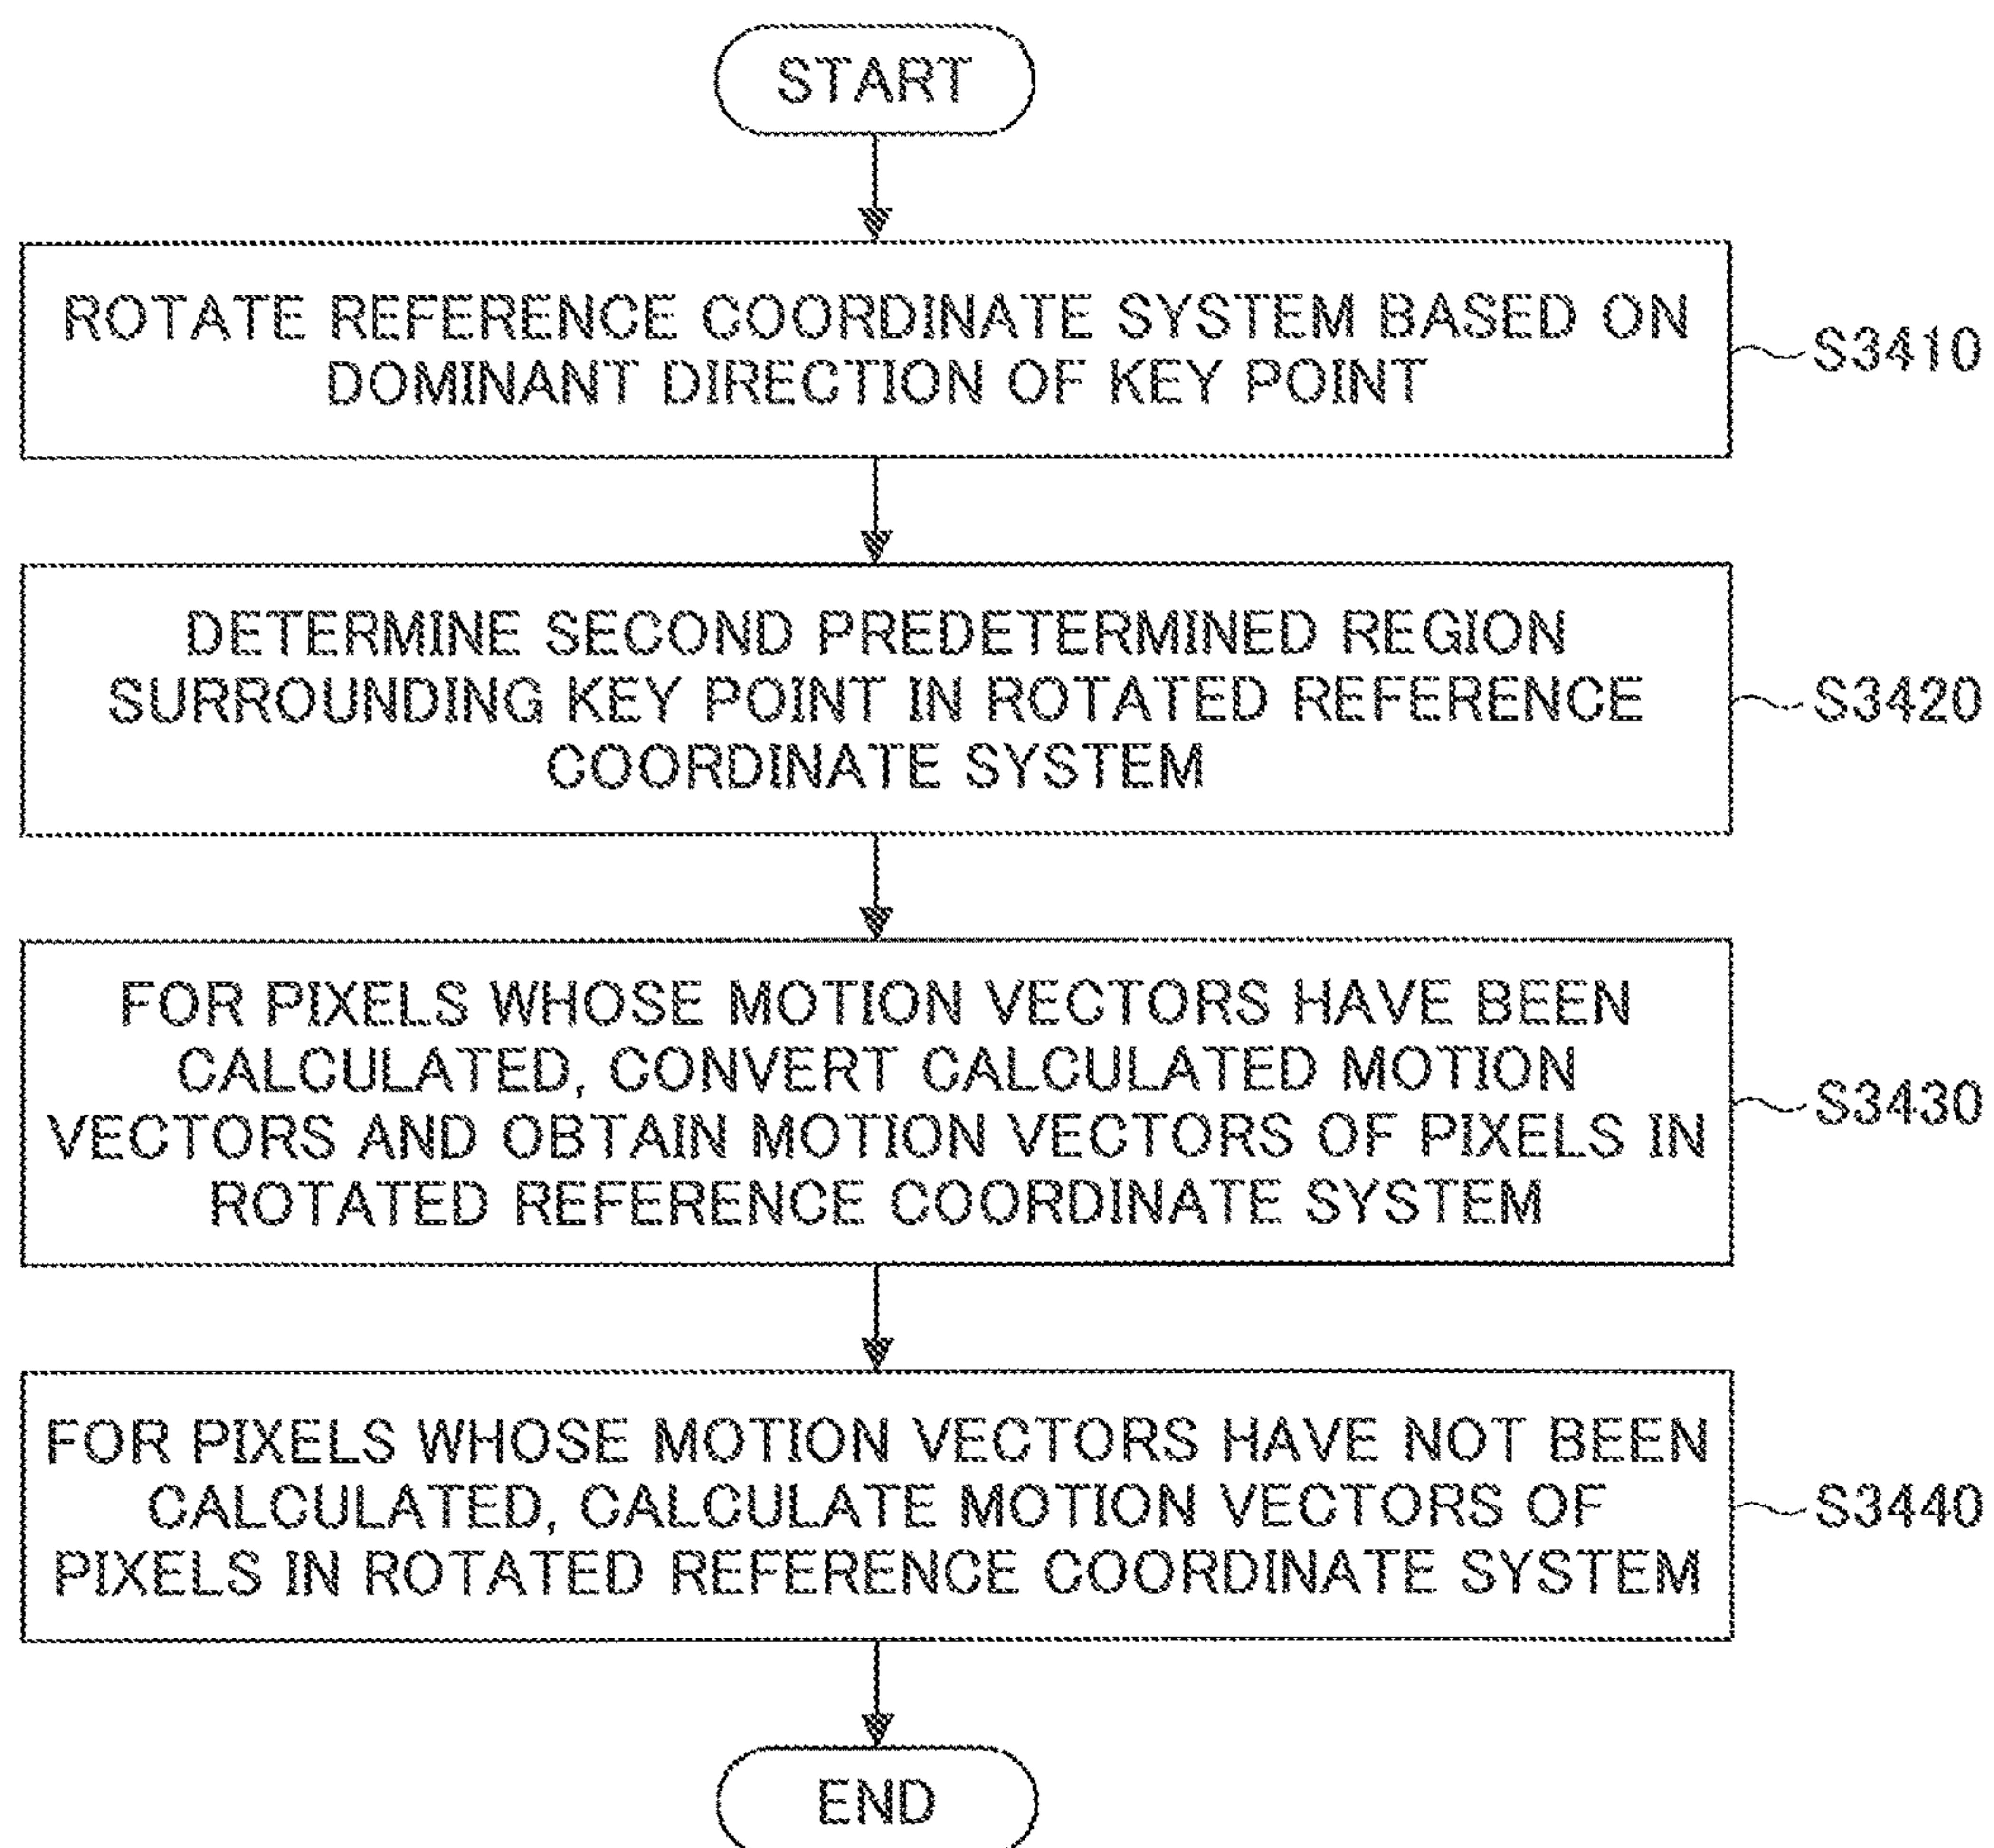 START
ROTATE REFERENCE COORDINATE SYSTEM BASED ON
DOMINANT DIRECTION OF KEY POINT
S3410
DETERMINE SECOND PREDETERMINED REGION
SURROUNDING KEY POINT IN ROTATED REFERENCE
COORDINATE SYSTEM
S3420
FOR PIXELS WHOSE MOTION VECTORS HAVE BEEN
CALCULATED, CONVERT CALCULATED MOTION
VECTORS AND OBTAIN MOTION VECTORS OF PIXELS IN
ROTATED REFERENCE COORDINATE SYSTEM
S3430
FOR PIXELS WHOSE MOTION VECTORS HAVE NOT BEEN
CALCULATED, CALCULATE MOTION VECTORS OF
PIXELS IN ROTATED REFERENCE COORDINATE SYSTEM
S3440
END